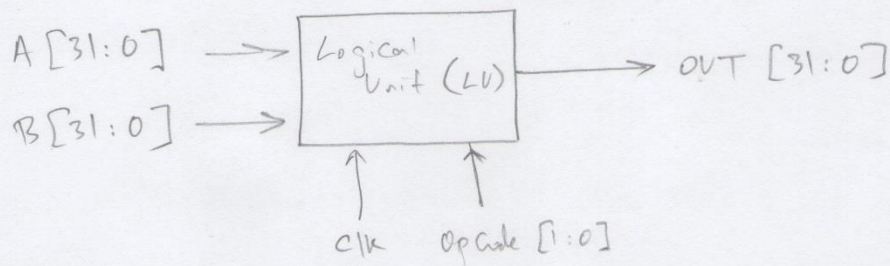 A [31:0]
B [31:0]
Logical
Unit (LU)
OUT [31:0]
clk
OpCode [1:0]